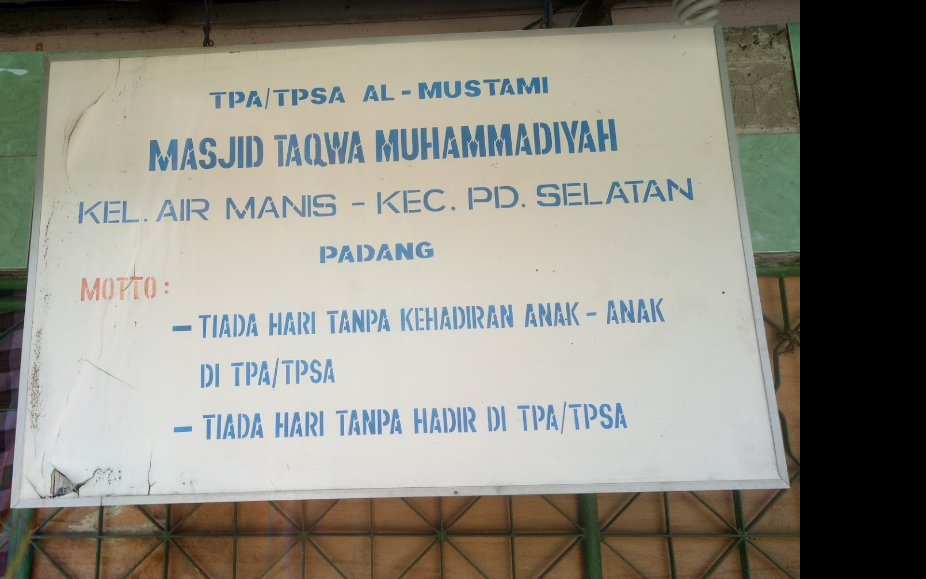 TPA/TPSA AL-MUSTAMI
MASJID TAQWA MUHAMMADIYAH
KEL. AIR MANIS - KEC. PD. SELATAN
PADANG
MOTTO:
- TIADA HARI TANPA KEHADIRAN ANAK - ANAK
DI TPA/TPSA
- TIADA HARI TANPA HADIR DI TPA/TPSA